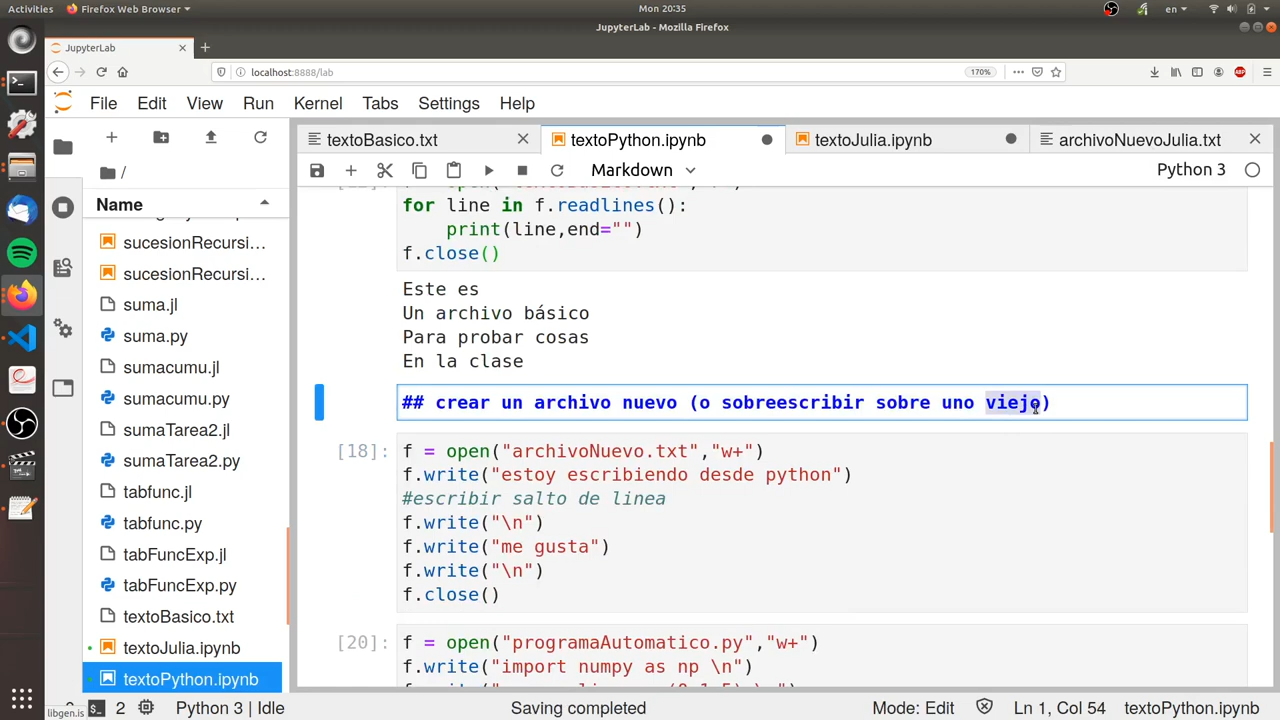 Activities Firefox Web Browser Mon 20:35 en
JupyterLab - Mozilla Firefox
JupyterLab
localhost:8888/lab 170% ABP
File Edit View Run Kernel Tabs Settings Help
textoBasico.txt textoPython.ipynb textoJulia.ipynb archivoNuevoJulia.txt
Markdown Python 3
/
Name
sucesionRecursi…
sucesionRecursi…
suma.jl
suma.py
sumacumu.jl
sumacumu.py
sumaTarea2.jl
sumaTarea2.py
tabfunc.jl
tabfunc.py
tabFuncExp.jl
tabFuncExp.py
textoBasico.txt
textoJulia.ipynb
textoPython.ipynb
for line in f.readlines():
print(line,end="")
f.close()
Este es
Un archivo básico
Para probar cosas
En la clase
## crear un archivo nuevo (o sobreescribir sobre uno viejo)
[18]: f = open("archivoNuevo.txt","w+")
f.write("estoy escribiendo desde python")
#escribir salto de linea
f.write("\n")
f.write("me gusta")
f.write("\n")
f.close()
[20]: f = open("programaAutomatico.py","w+")
f.write("import numpy as np \n")
libgen.is
2 Python 3 | Idle Saving completed Mode: Edit Ln 1, Col 54 textoPython.ipynb